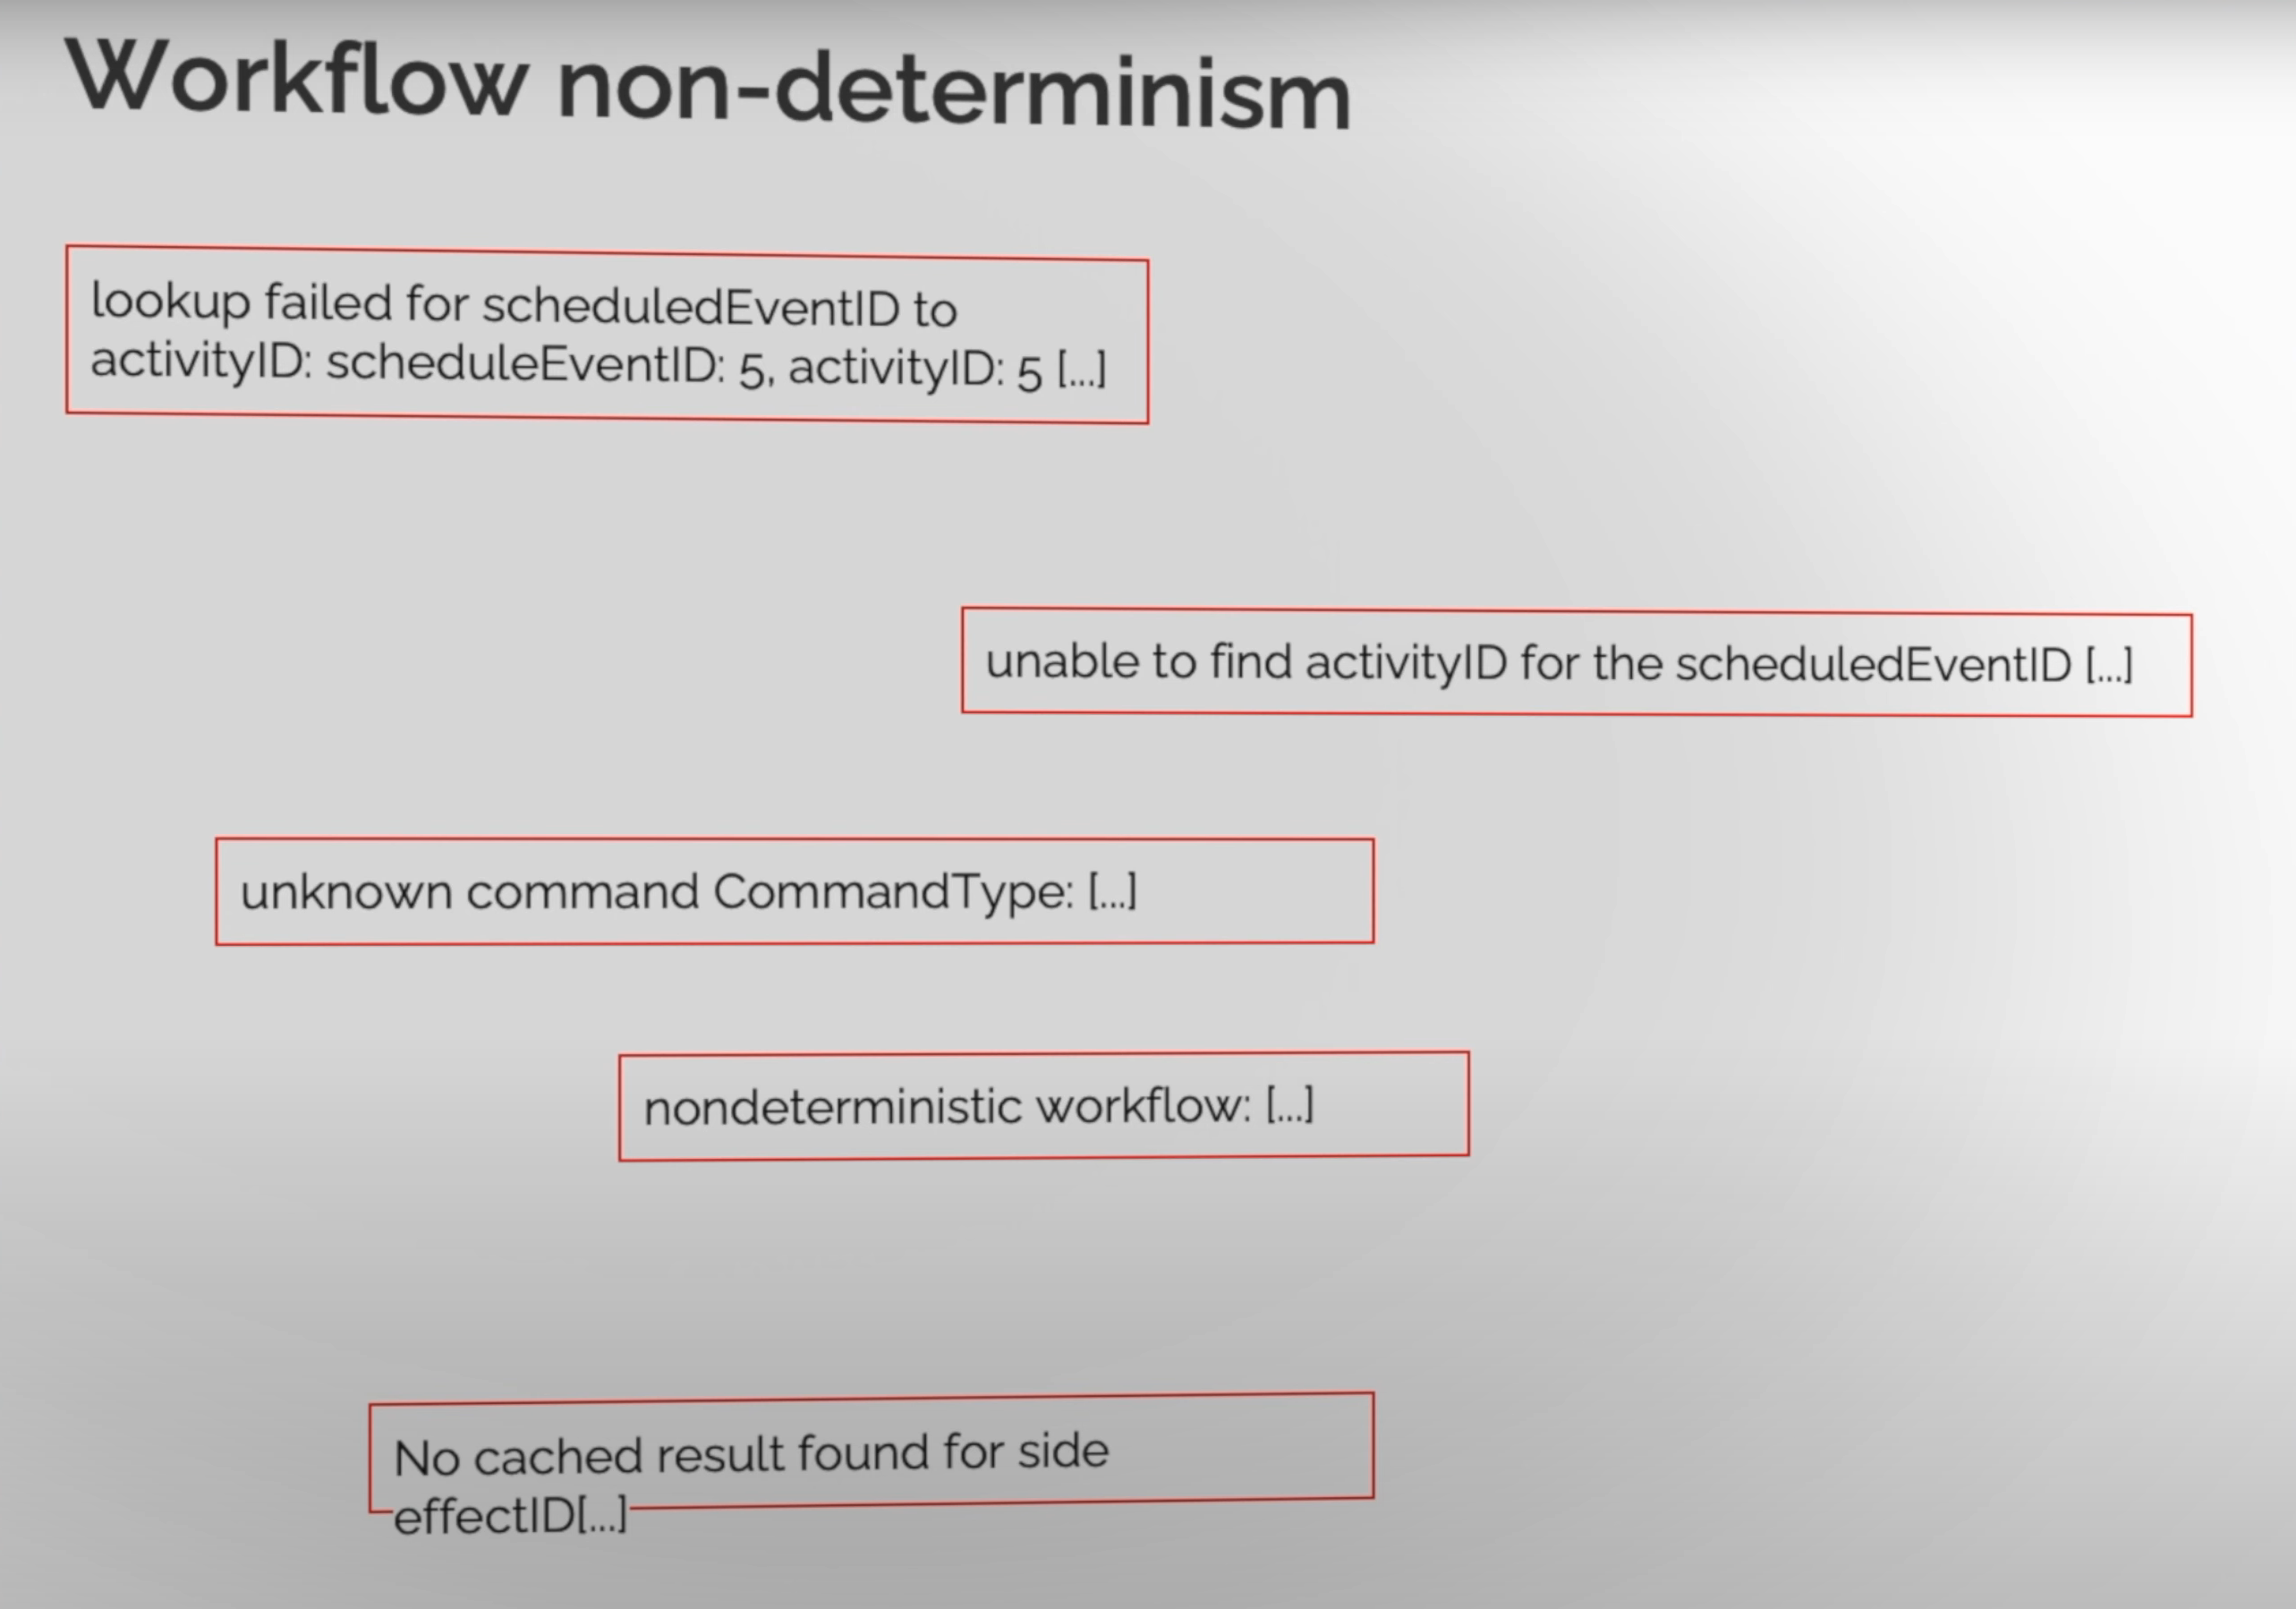 Workflow non-determinism
lookup failed for scheduledEventID to
activityID: scheduleEventID: 5, activityID: 5 [...]
unable to find activityID for the scheduledEventID [...]
unknown command CommandType: [...]
nondeterministic workflow: [...]
No cached result found for side
effectID[...]